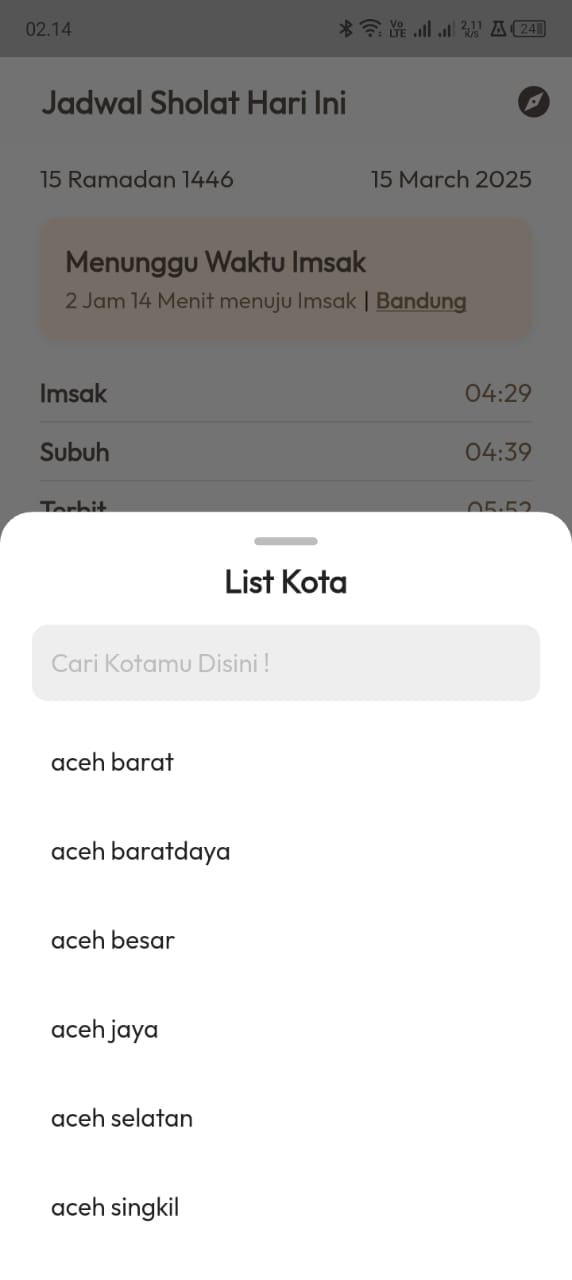 02.14
Vo LTE 2,11 K/s 24
Jadwal Sholat Hari Ini
15 Ramadan 1446 15 March 2025
Menunggu Waktu Imsak
2 Jam 14 Menit menuju Imsak | Bandung
Imsak 04:29
Subuh 04:39
Terbit 05:52
List Kota
Cari Kotamu Disini !
aceh barat
aceh baratdaya
aceh besar
aceh jaya
aceh selatan
aceh singkil